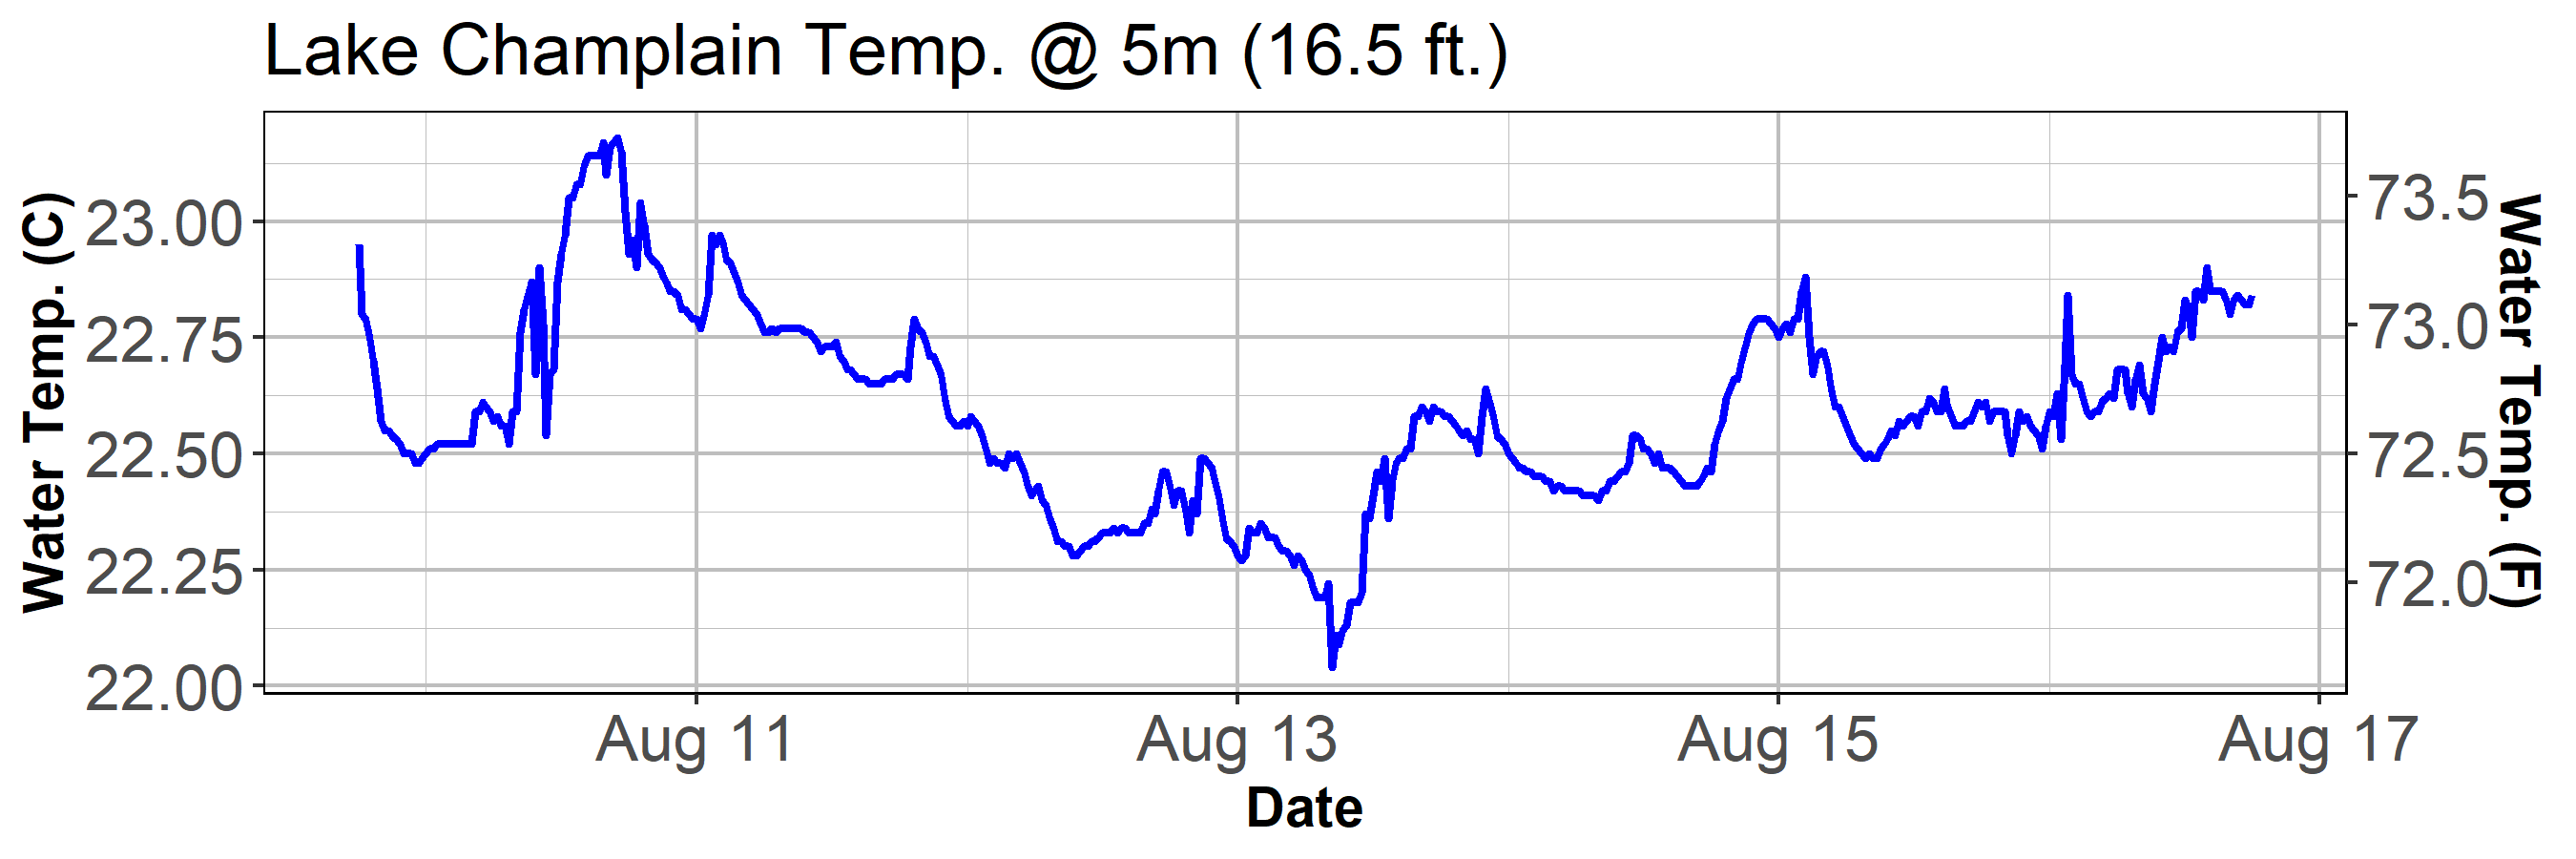 Lake Champlain Temp. @ 5m (16.5 ft.)
Water Temp. (C)
23.00
22.75
22.50
22.25
22.00
73.5
73.0
72.5
72.0
Water Temp. (F)
Aug 11
Aug 13
Aug 15
Aug 17
Date